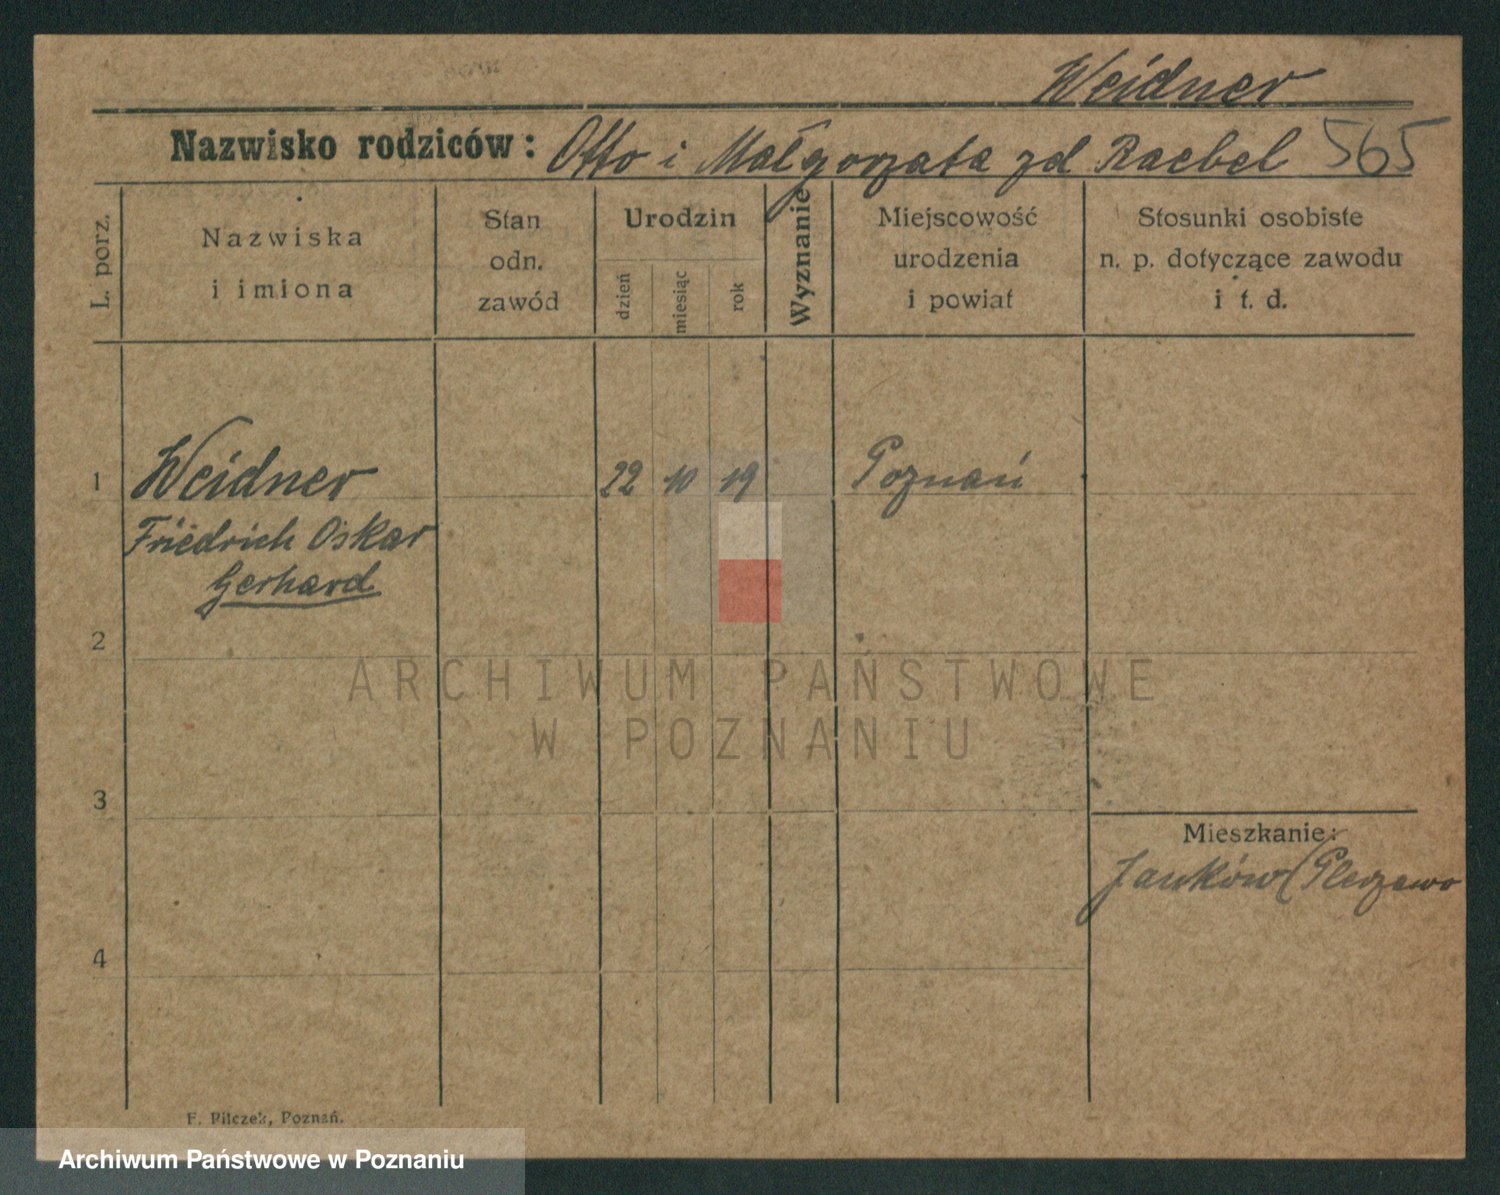 Weidner
Nazwisko rodziców: Otto i Małgorzata zd Raebel 565
L. porz.
Nazwiska
i imiona
Stan
odn.
zawód
Urodzin
dzień
miesiąc
rok
Wyznanie
Miejscowość
urodzenia
i powiat
Stosunki osobiste
n. p. dotyczące zawodu
i t. d.
1 Weidner 22 10 19 Poznań
Friedrich Oskar
Gerhard
2
3
Mieszkanie:
Janków (Pleszewo
4
F. Pilczek, Poznań.
ARCHIWUM PAŃSTWOWE
W POZNANIU
Archiwum Państwowe w Poznaniu